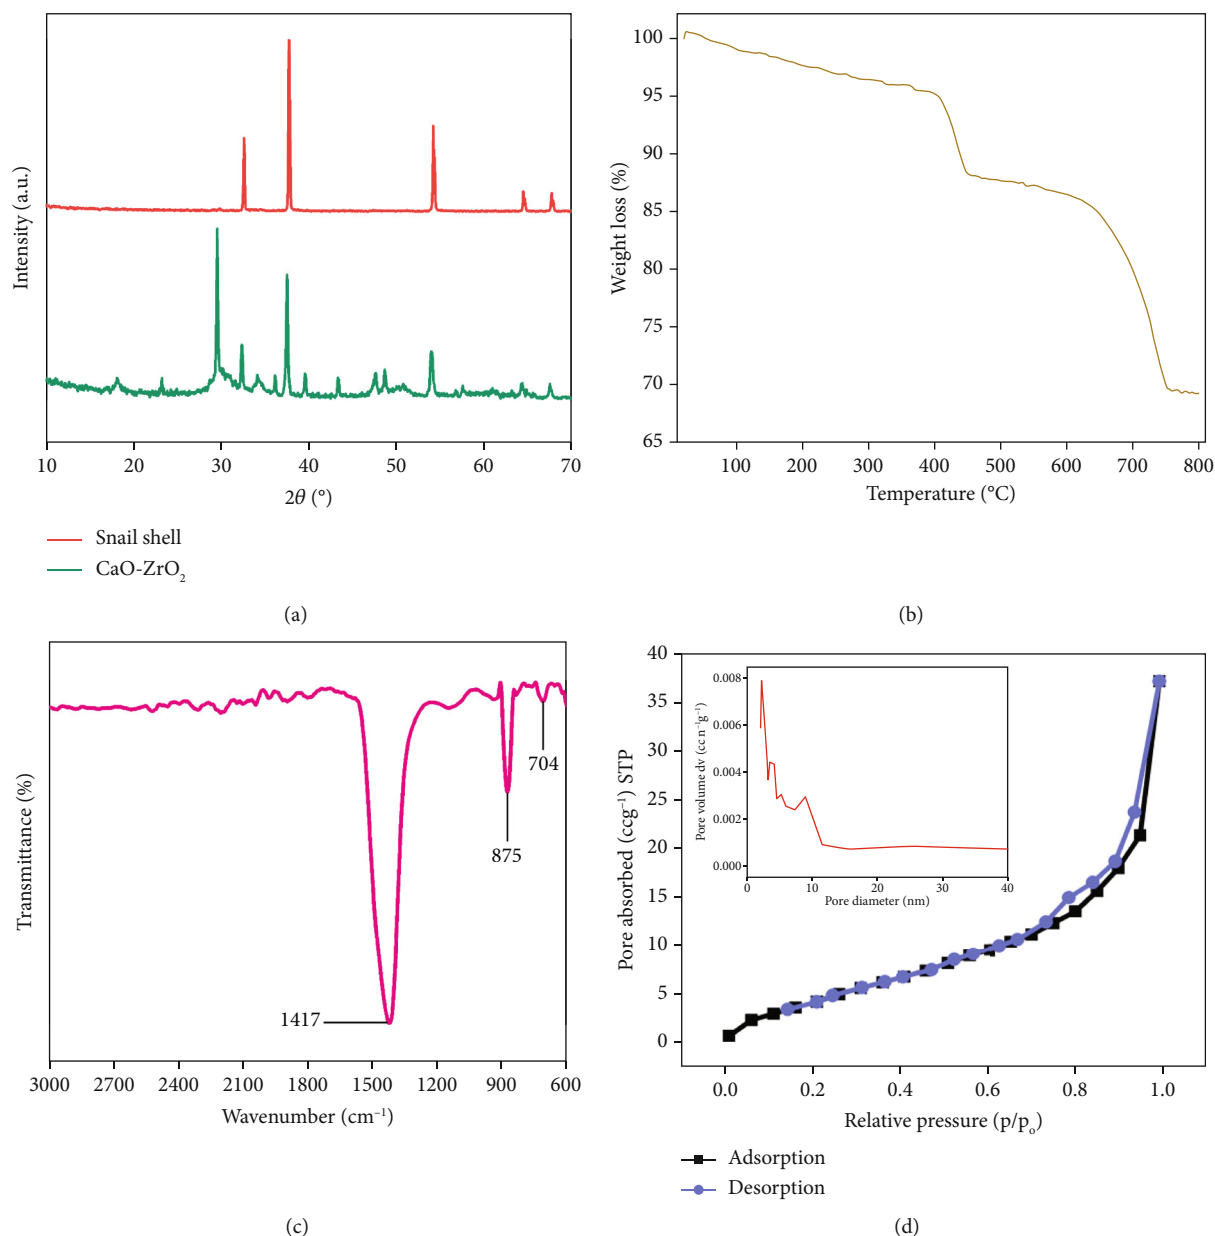 Intensity (a.u.)
10 20 30 40 50 60 70
2θ (°)
Snail shell
CaO-ZrO₂
(a)
Weight loss (%)
100
95
90
85
80
75
70
65
100 200 300 400 500 600 700 800
Temperature (°C)
(b)
Transmittance (%)
704
875
1417
3000 2700 2400 2100 1800 1500 1200 900 600
Wavenumber (cm⁻¹)
(c)
Pore absorbed (ccg⁻¹) STP
40
35
30
25
20
15
10
5
0
Pore volume dv (cc n⁻¹g⁻¹)
0.008
0.006
0.004
0.002
0.000
0 10 20 30 40
Pore diameter (nm)
0.0 0.2 0.4 0.6 0.8 1.0
Relative pressure (p/pₒ)
Adsorption
Desorption
(d)